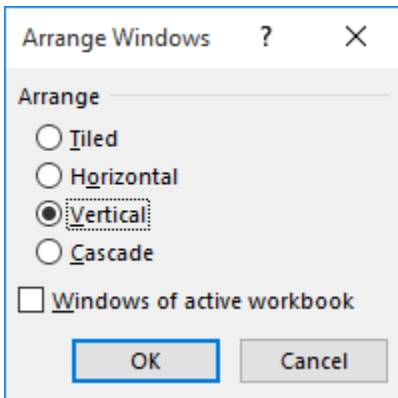 Arrange Windows ?
Arrange
Tiled
Horizontal
Vertical
Cascade
Windows of active workbook
OK Cancel